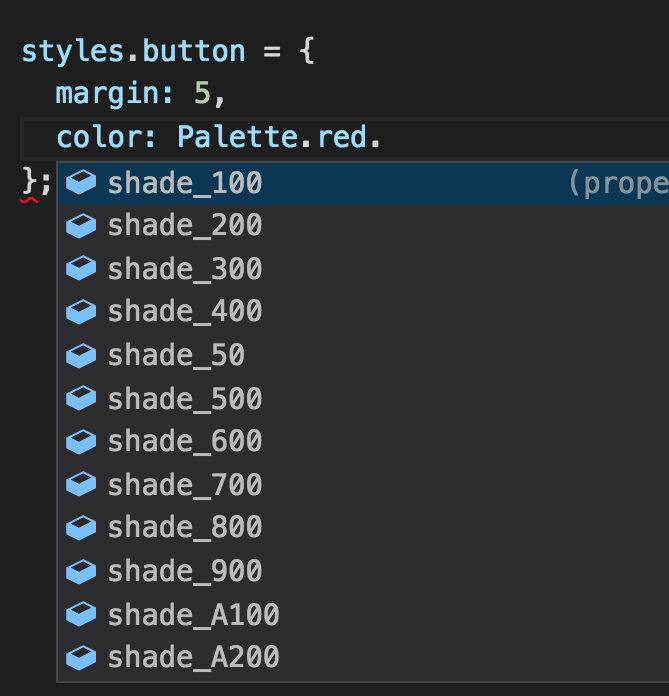 styles.button = {
margin: 5,
color: Palette.red.
}; shade_100 (prope
shade_200
shade_300
shade_400
shade_50
shade_500
shade_600
shade_700
shade_800
shade_900
shade_A100
shade_A200